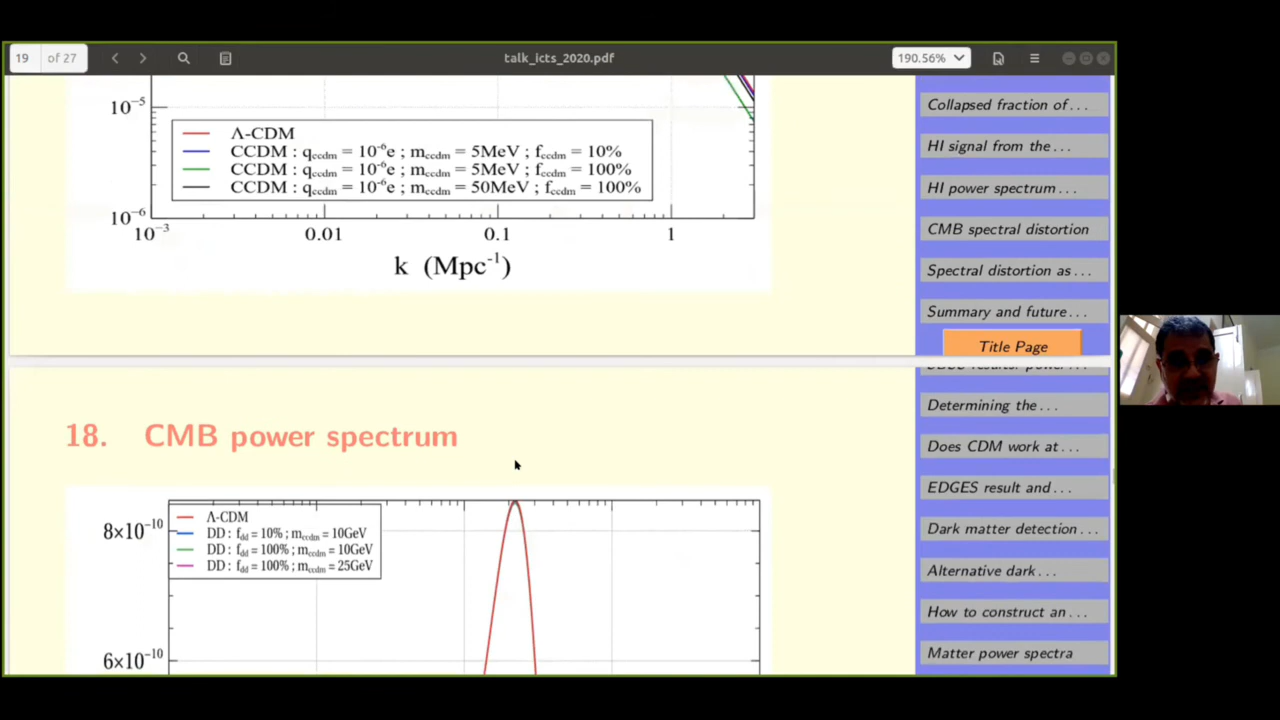 19 of 27
talk_icts_2020.pdf
190.56%
10⁻⁵
Λ-CDM
CCDM : q_ccdm = 10⁻⁶e ; m_ccdm = 5MeV ; f_ccdm = 10%
CCDM : q_ccdm = 10⁻⁶e ; m_ccdm = 5MeV ; f_ccdm = 100%
CCDM : q_ccdm = 10⁻⁶e ; m_ccdm = 50MeV ; f_ccdm = 100%
10⁻⁶
10⁻³ 0.01 0.1 1
k (Mpc⁻¹)
18. CMB power spectrum
Λ-CDM
DD : f_dd = 10% ; m_ccdm = 10GeV
DD : f_dd = 100% ; m_ccdm = 10GeV
DD : f_dd = 100% ; m_ccdm = 25GeV
8×10⁻¹⁰
6×10⁻¹⁰
Collapsed fraction of . . .
HI signal from the . . .
HI power spectrum . . .
CMB spectral distortion
Spectral distortion as . . .
Summary and future . . .
Title Page
Determining the . . .
Does CDM work at . . .
EDGES result and . . .
Dark matter detection . . .
Alternative dark . . .
How to construct an . . .
Matter power spectra